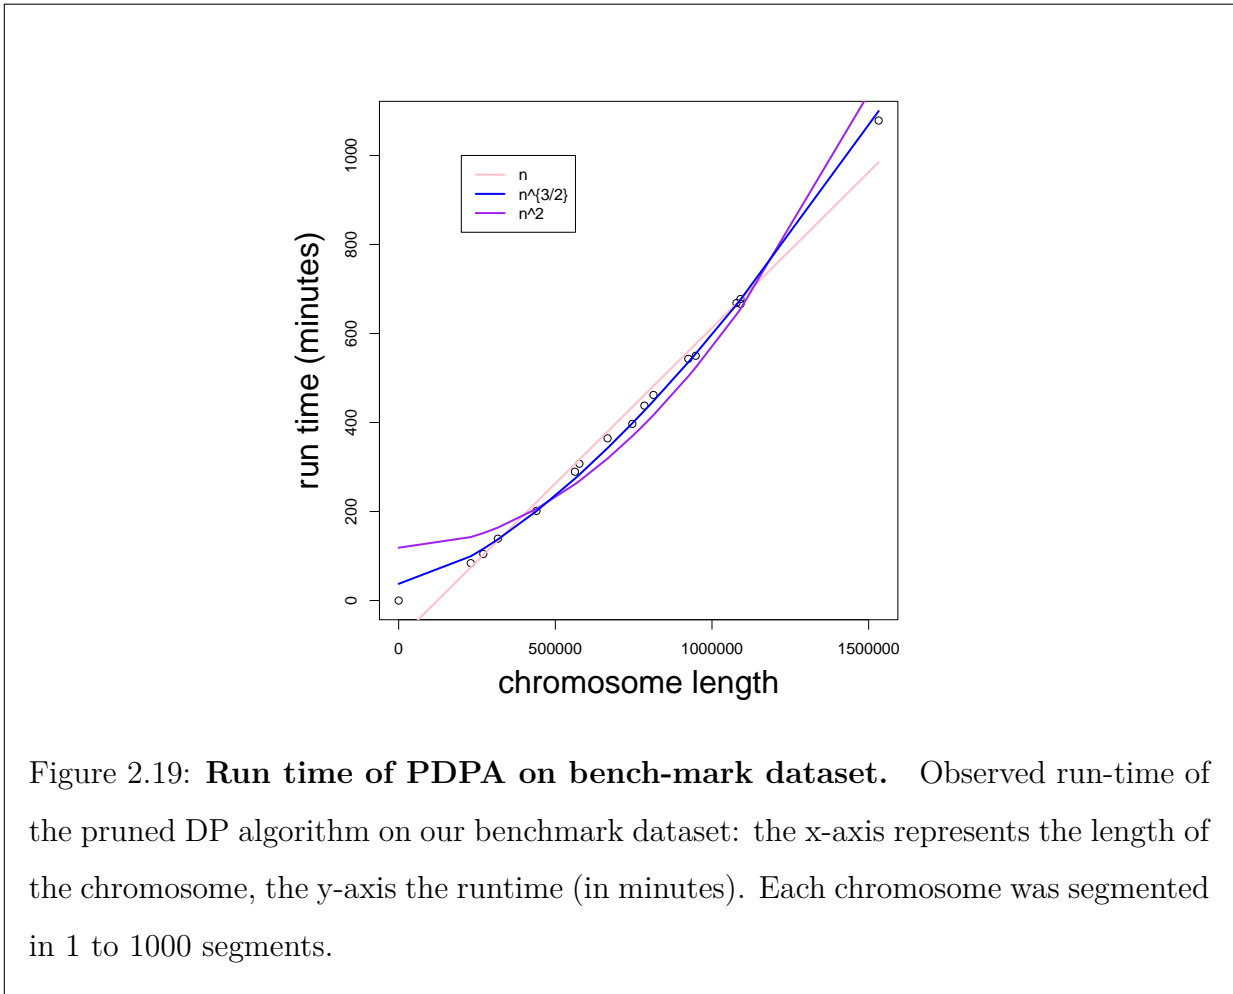 n
n^{3/2}
n^2
run time (minutes)
1000
800
600
400
200
0
0 500000 1000000 1500000
chromosome length
Figure 2.19: Run time of PDPA on bench-mark dataset. Observed run-time of
the pruned DP algorithm on our benchmark dataset: the x-axis represents the length of
the chromosome, the y-axis the runtime (in minutes). Each chromosome was segmented
in 1 to 1000 segments.